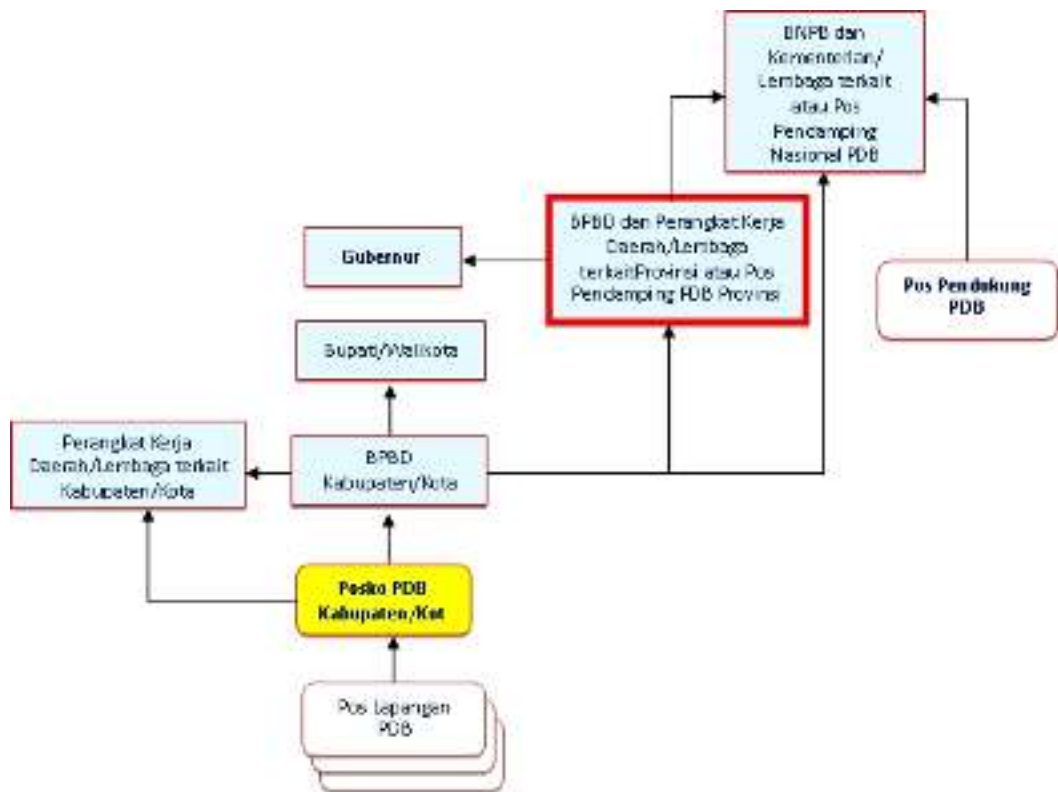 BNPB dan
Kementerian/
Lembaga terkait
atau Pos
Pendamping
Nasional PDB
BPBD dan Perangkat Kerja
Daerah/Lembaga
terkaitProvinsi atau Pos
Pendamping PDB Provinsi
Gubernur
Pos Pendukung
PDB
Bupati/Walikota
Perangkat Kerja
Daerah/Lembaga terkait
Kabupaten/Kota
BPBD
Kabupaten/Kota
Posko PDB
Kabupaten/Kot
Pos Lapangan
PDB